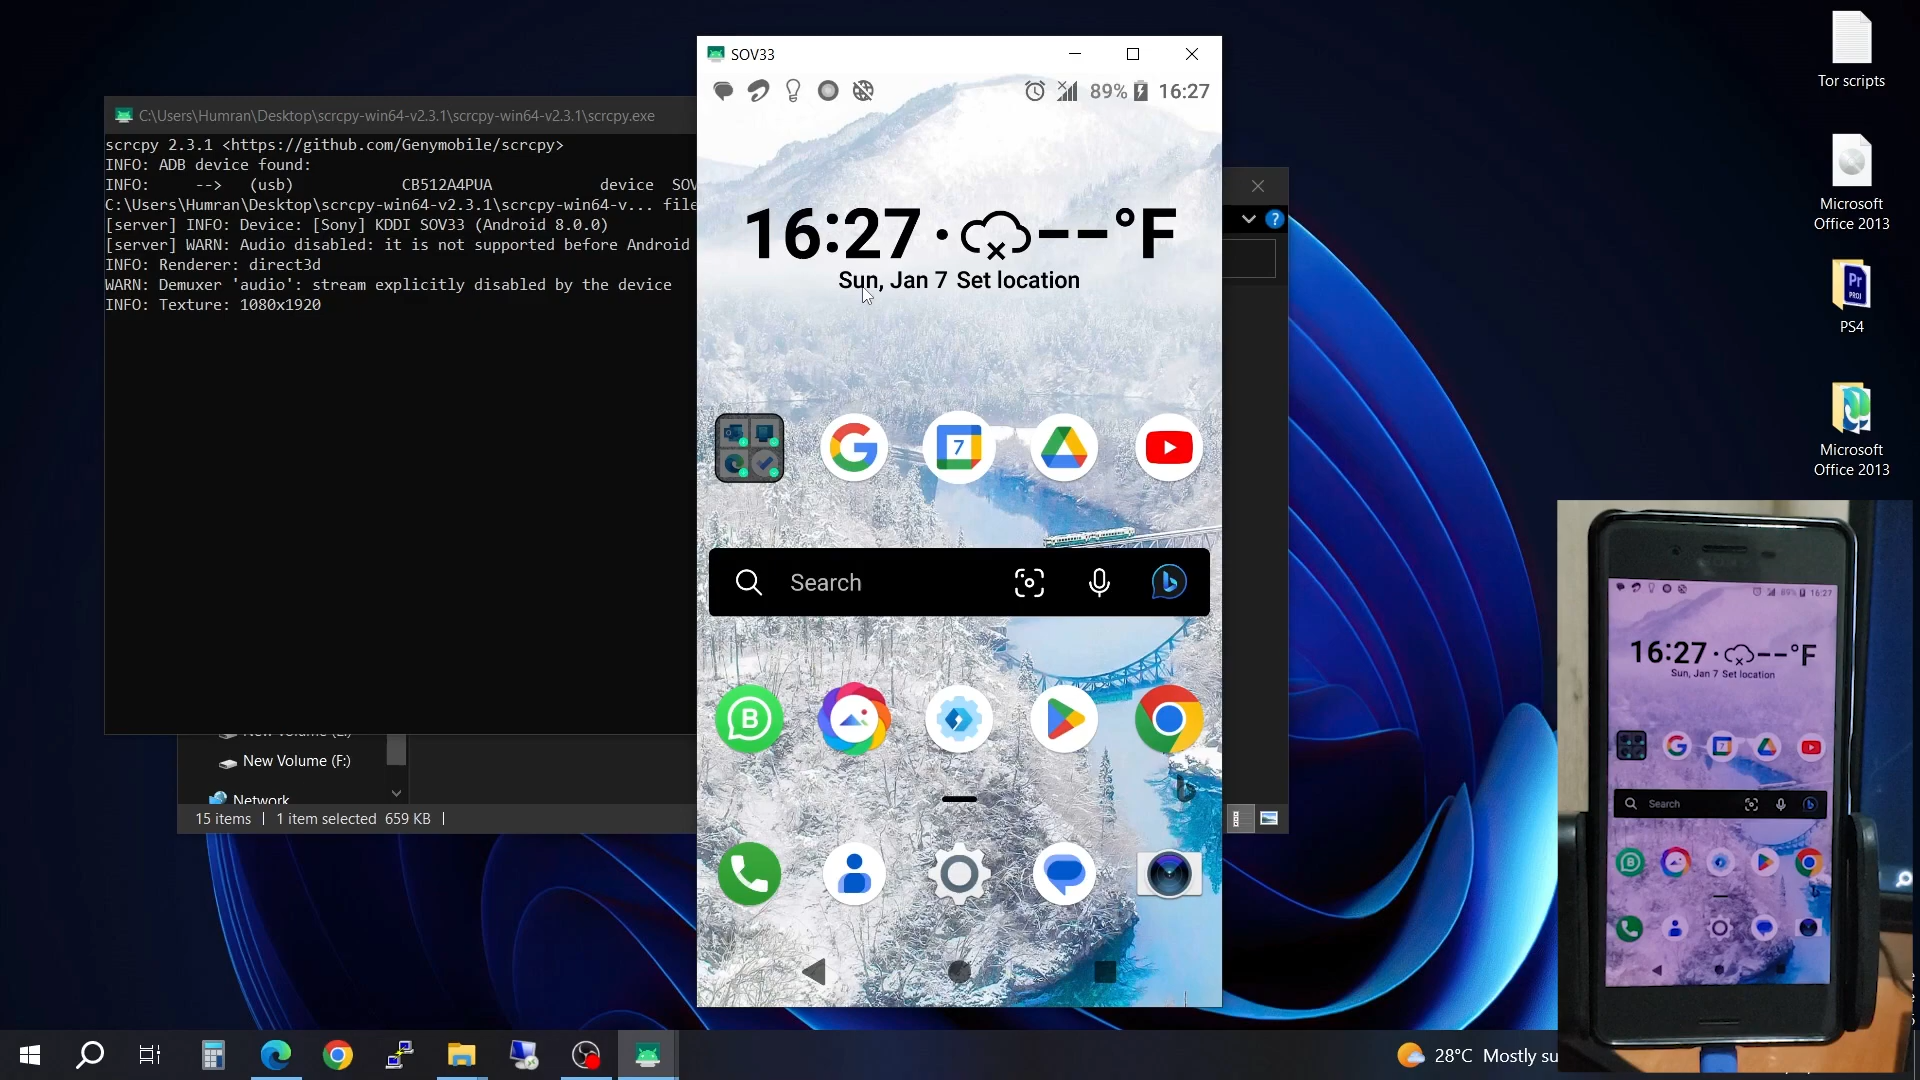 Tor scripts
Microsoft
Office 2013
Pr
PROJ
PS4
Microsoft
Office 2013
C:\Users\Humran\Desktop\scrcpy-win64-v2.3.1\scrcpy-win64-v2.3.1\scrcpy.exe
scrcpy 2.3.1 <https://github.com/Genymobile/scrcpy>
INFO: ADB device found:
INFO: --> (usb) CB512A4PUA device SOV
C:\Users\Humran\Desktop\scrcpy-win64-v2.3.1\scrcpy-win64-v... file
[server] INFO: Device: [Sony] KDDI SOV33 (Android 8.0.0)
[server] WARN: Audio disabled: it is not supported before Android
INFO: Renderer: direct3d
WARN: Demuxer 'audio': stream explicitly disabled by the device
INFO: Texture: 1080x1920
New Volume (F:)
Network
15 items | 1 item selected 659 KB |
SOV33
89% 16:27
16:27 · --°F
Sun, Jan 7 Set location
7
Search
B
?
16:27
16:27 · --°F
Sun, Jan 7 Set location
Search
28°C Mostly su